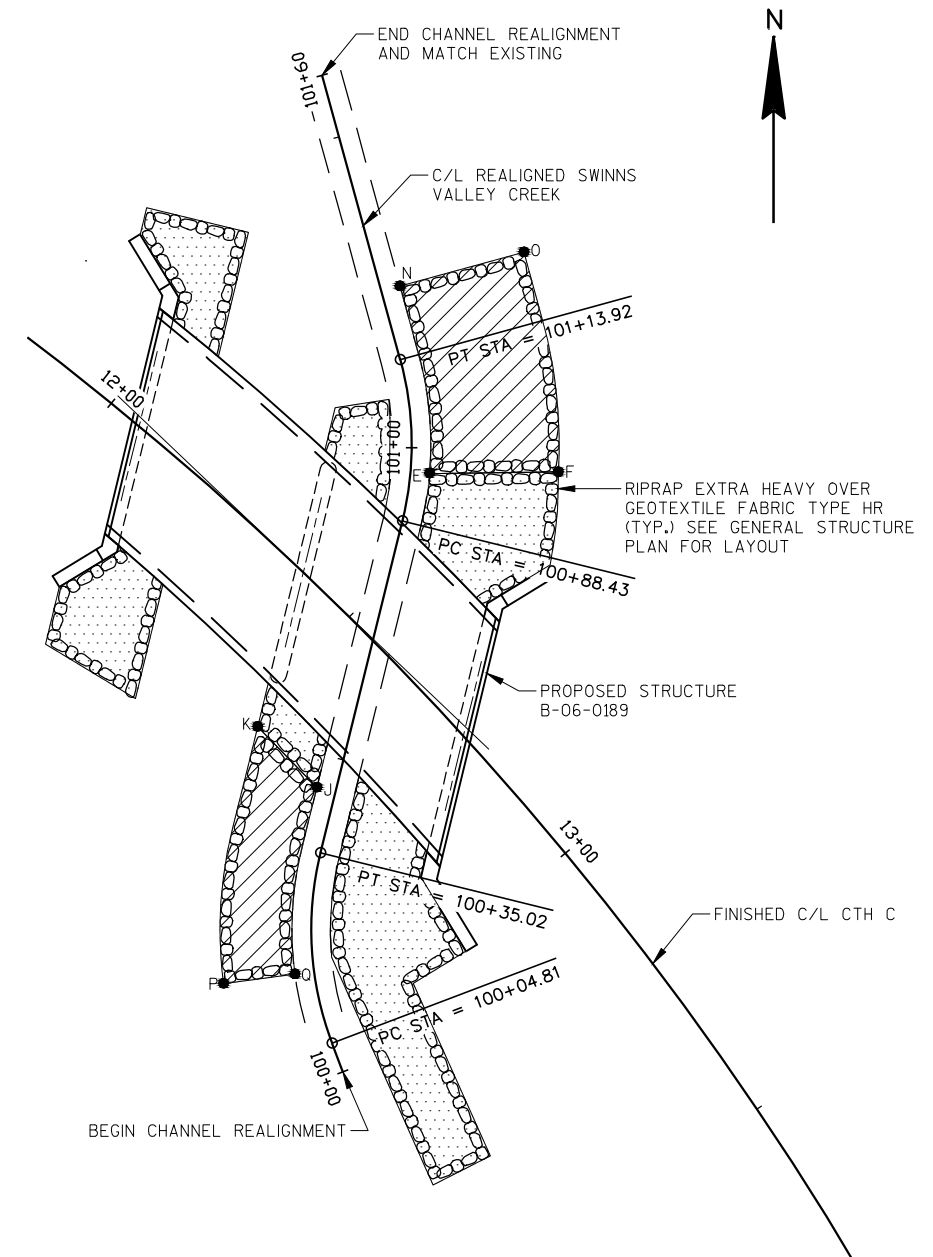 N
END CHANNEL REALIGNMENT
AND MATCH EXISTING
101+60
C/L REALIGNED SWINNS
VALLEY CREEK
O
N
PT STA = 101+13.92
12+00
101+00
E
F
RIPRAP EXTRA HEAVY OVER
GEOTEXTILE FABRIC TYPE HR
(TYP.) SEE GENERAL STRUCTURE
PLAN FOR LAYOUT
PC STA = 100+88.43
PROPOSED STRUCTURE
B-06-0189
K
J
13+00
PT STA = 100+35.02
FINISHED C/L CTH C
P
Q
PC STA = 100+04.81
100+00
BEGIN CHANNEL REALIGNMENT